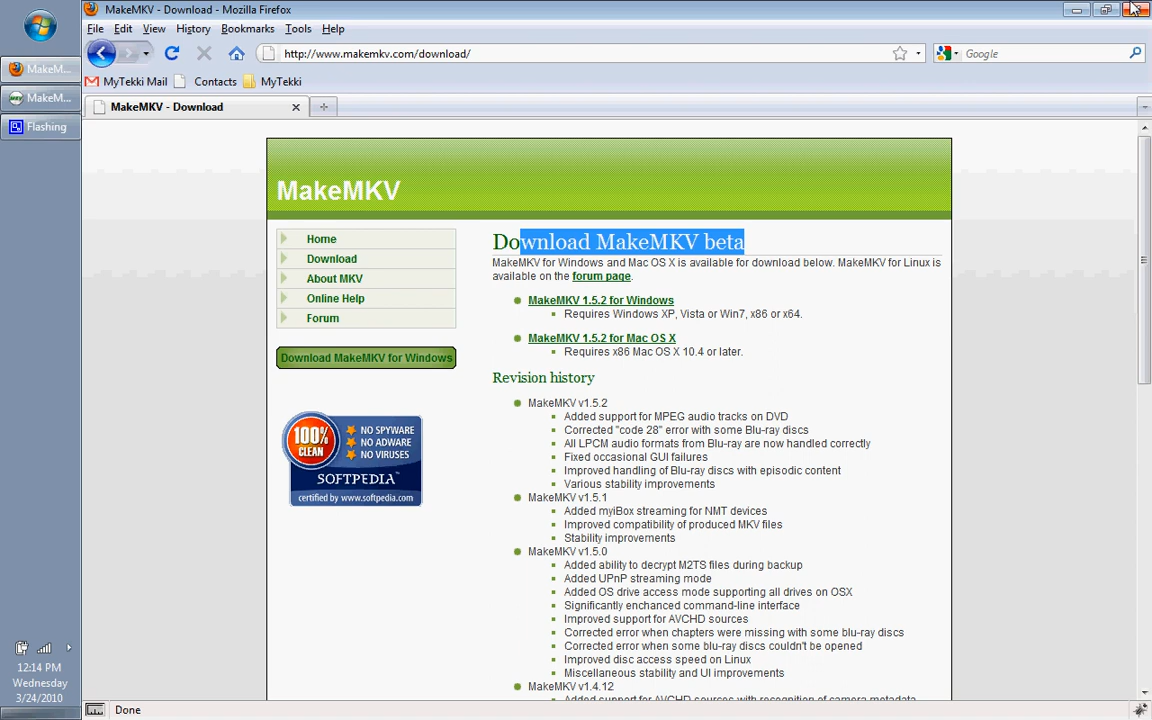 MakeMKV - Download - Mozilla Firefox
File Edit View History Bookmarks Tools Help
http://www.makemkv.com/download/
Google
MyTekki Mail Contacts MyTekki
MakeMKV - Download
MakeM...
MakeM...
Flashing
MakeMKV
Home
Download
About MKV
Online Help
Forum
Download MakeMKV for Windows
100% CLEAN
NO SPYWARE
NO ADWARE
NO VIRUSES
SOFTPEDIA
certified by www.softpedia.com
Download MakeMKV beta
MakeMKV for Windows and Mac OS X is available for download below. MakeMKV for Linux is
available on the forum page.
MakeMKV 1.5.2 for Windows
Requires Windows XP, Vista or Win7, x86 or x64.
MakeMKV 1.5.2 for Mac OS X
Requires x86 Mac OS X 10.4 or later.
Revision history
MakeMKV v1.5.2
Added support for MPEG audio tracks on DVD
Corrected "code 28" error with some Blu-ray discs
All LPCM audio formats from Blu-ray are now handled correctly
Fixed occasional GUI failures
Improved handling of Blu-ray discs with episodic content
Various stability improvements
MakeMKV v1.5.1
Added myiBox streaming for NMT devices
Improved compatibility of produced MKV files
Stability improvements
MakeMKV v1.5.0
Added ability to decrypt M2TS files during backup
Added UPnP streaming mode
Added OS drive access mode supporting all drives on OSX
Significantly enchanced command-line interface
Improved support for AVCHD sources
Corrected error when chapters were missing with some blu-ray discs
Corrected error when some blu-ray discs couldn't be opened
Improved disc access speed on Linux
Miscellaneous stability and UI improvements
MakeMKV v1.4.12
Added support for AVCHD sources with recognition of camera metadata
12:14 PM
Wednesday
3/24/2010
Done